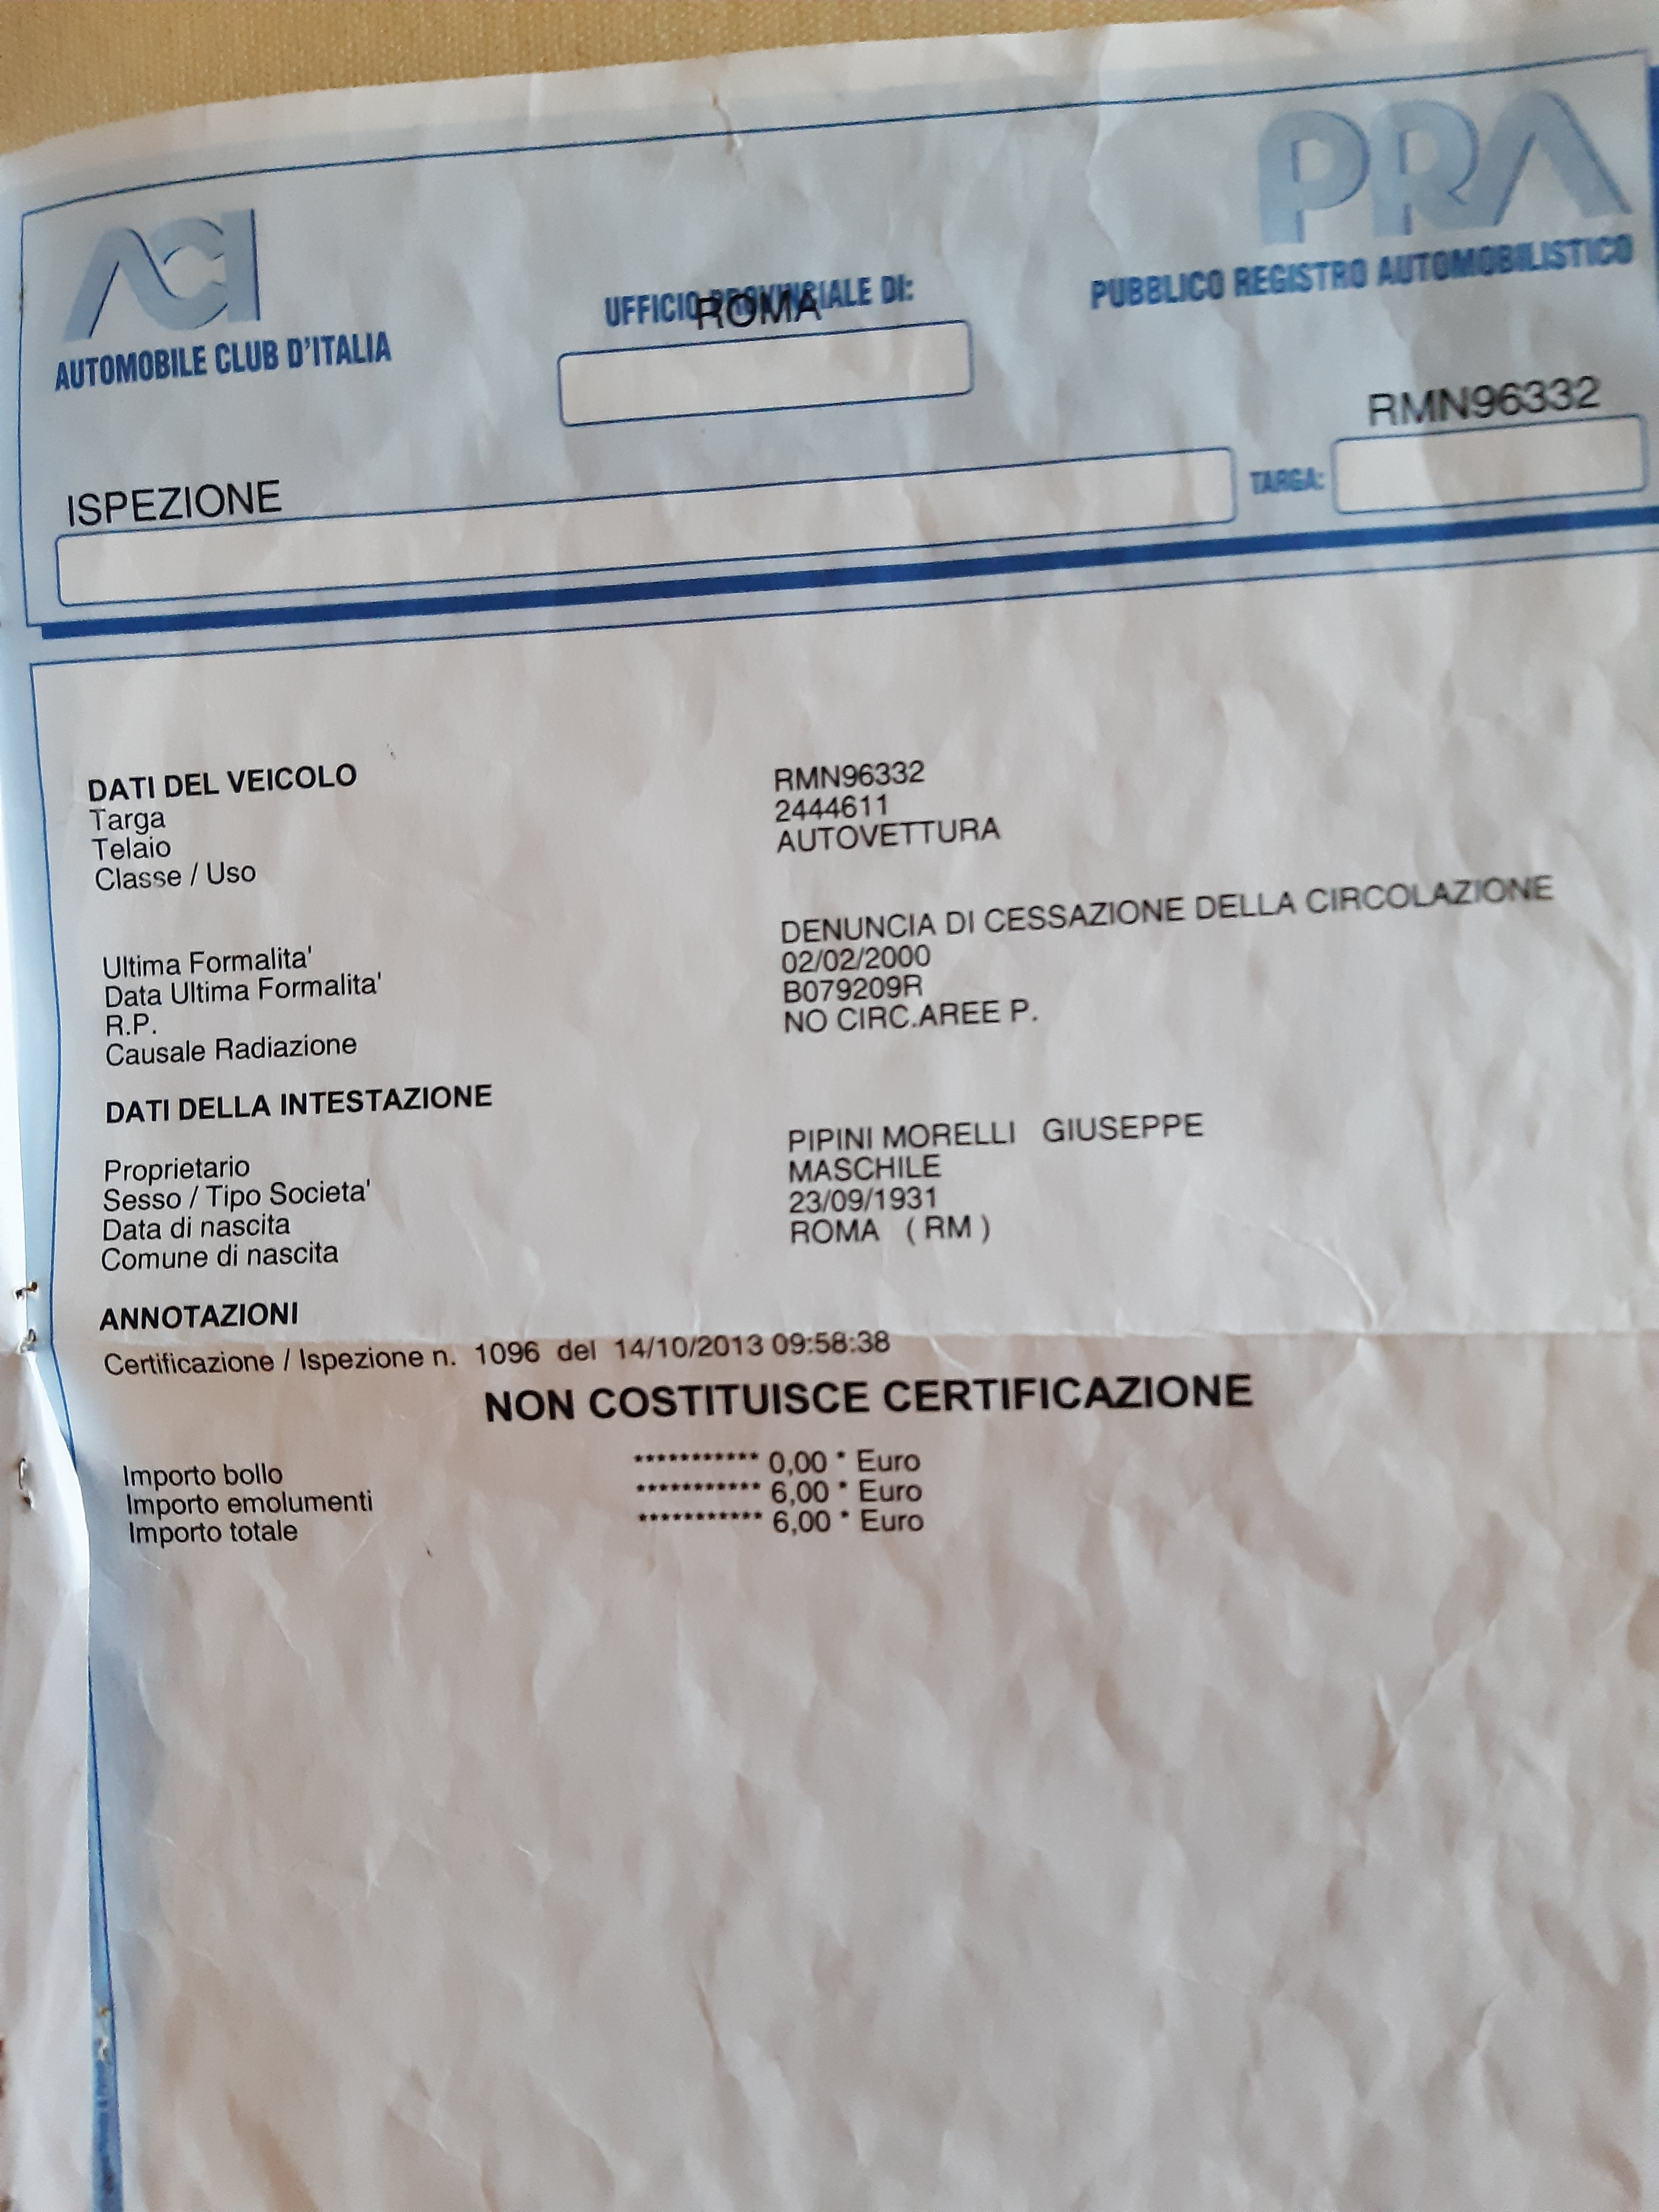 ACI
AUTOMOBILE CLUB D'ITALIA
UFFICIO PROVINCIALE DI:
ROMA
PRA
PUBBLICO REGISTRO AUTOMOBILISTICO
RMN96332
ISPEZIONE
TARGA:
DATI DEL VEICOLO
Targa RMN96332
Telaio 2444611
Classe / Uso AUTOVETTURA
Ultima Formalita' DENUNCIA DI CESSAZIONE DELLA CIRCOLAZIONE
Data Ultima Formalita' 02/02/2000
R.P. B079209R
Causale Radiazione NO CIRC.AREE P.
DATI DELLA INTESTAZIONE
Proprietario PIPINI MORELLI GIUSEPPE
Sesso / Tipo Societa' MASCHILE
Data di nascita 23/09/1931
Comune di nascita ROMA ( RM )
ANNOTAZIONI
Certificazione / Ispezione n. 1096 del 14/10/2013 09:58:38
NON COSTITUISCE CERTIFICAZIONE
Importo bollo *********** 0,00 * Euro
Importo emolumenti *********** 6,00 * Euro
Importo totale *********** 6,00 * Euro